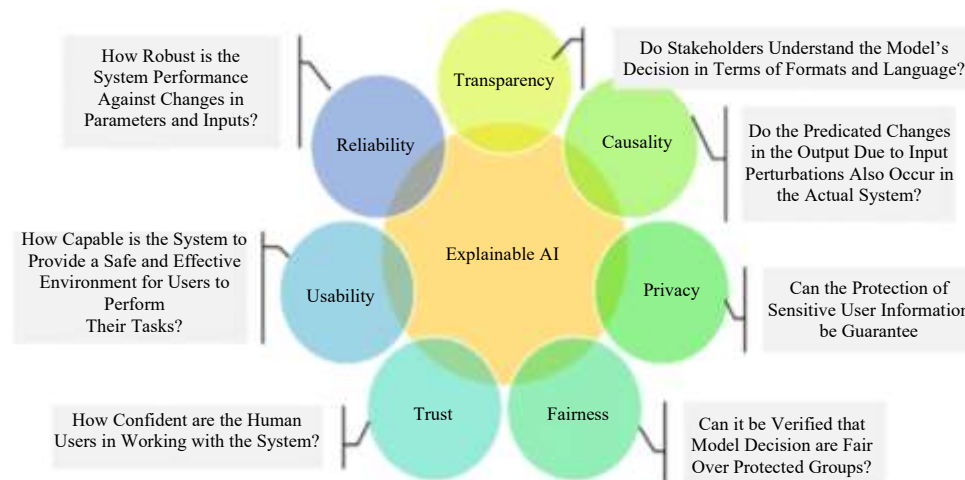 How Robust is the
System Performance
Against Changes in
Parameters and Inputs?
Transparency
Do Stakeholders Understand the Model's
Decision in Terms of Formats and Language?
Reliability
Causality
Do the Predicated Changes
in the Output Due to Input
Perturbations Also Occur in
the Actual System?
How Capable is the System to
Provide a Safe and Effective
Environment for Users to
Perform
Their Tasks?
Explainable AI
Usability
Privacy
Can the Protection of
Sensitive User Information
be Guarantee
How Confident are the Human
Users in Working with the System?
Trust
Fairness
Can it be Verified that
Model Decision are Fair
Over Protected Groups?